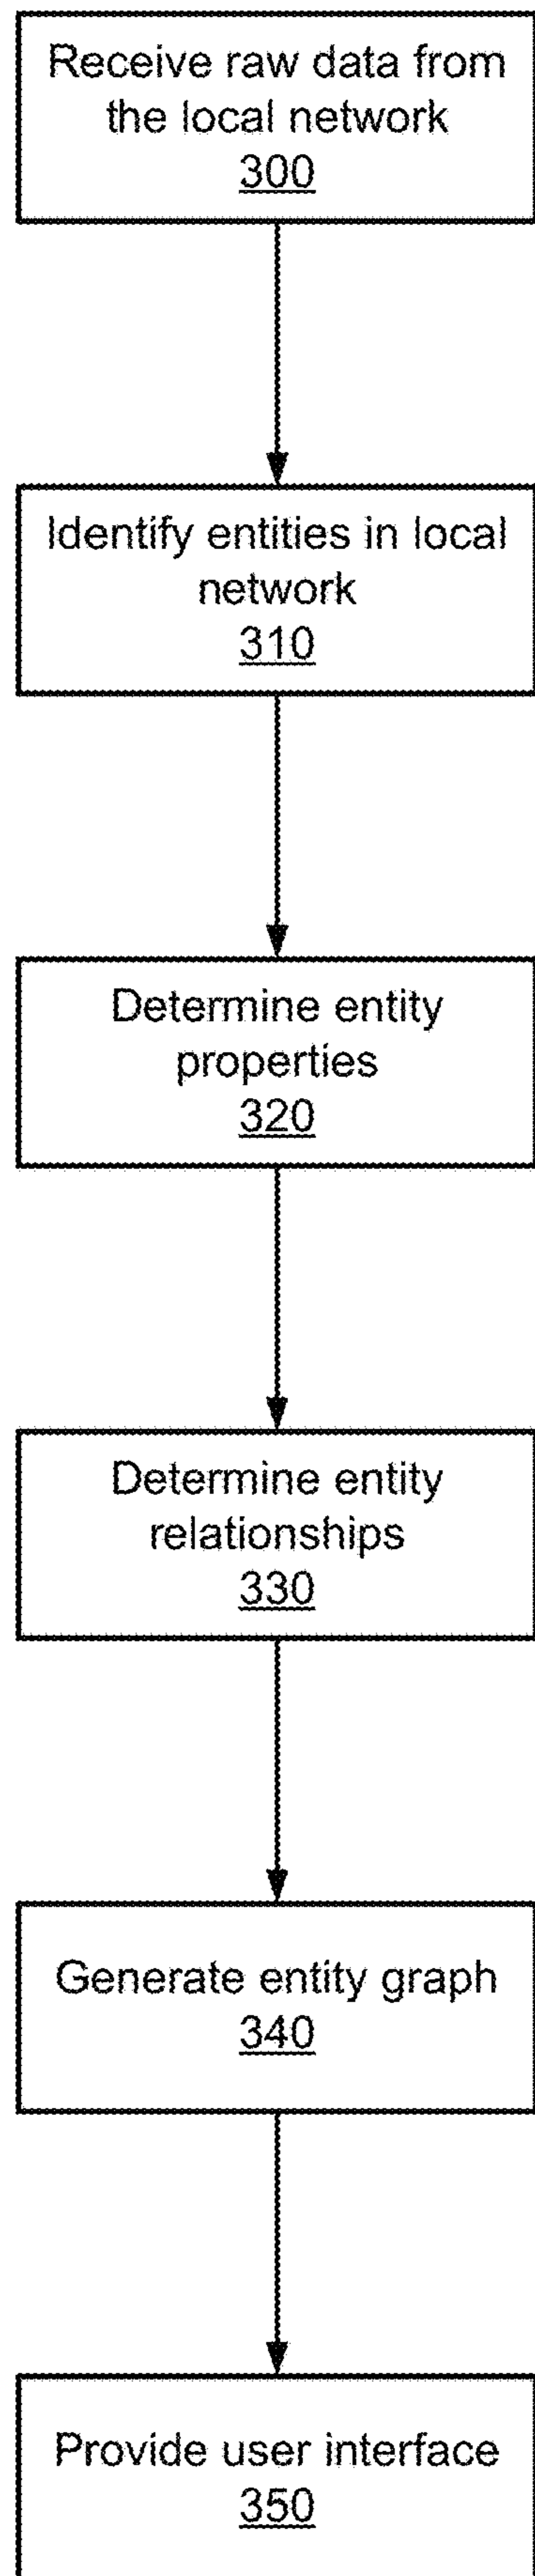 Receive raw data from
the local network
300
Identify entities in local
network
310
Determine entity
properties
320
Determine entity
relationships
330
Generate entity graph
340
Provide user interface
350